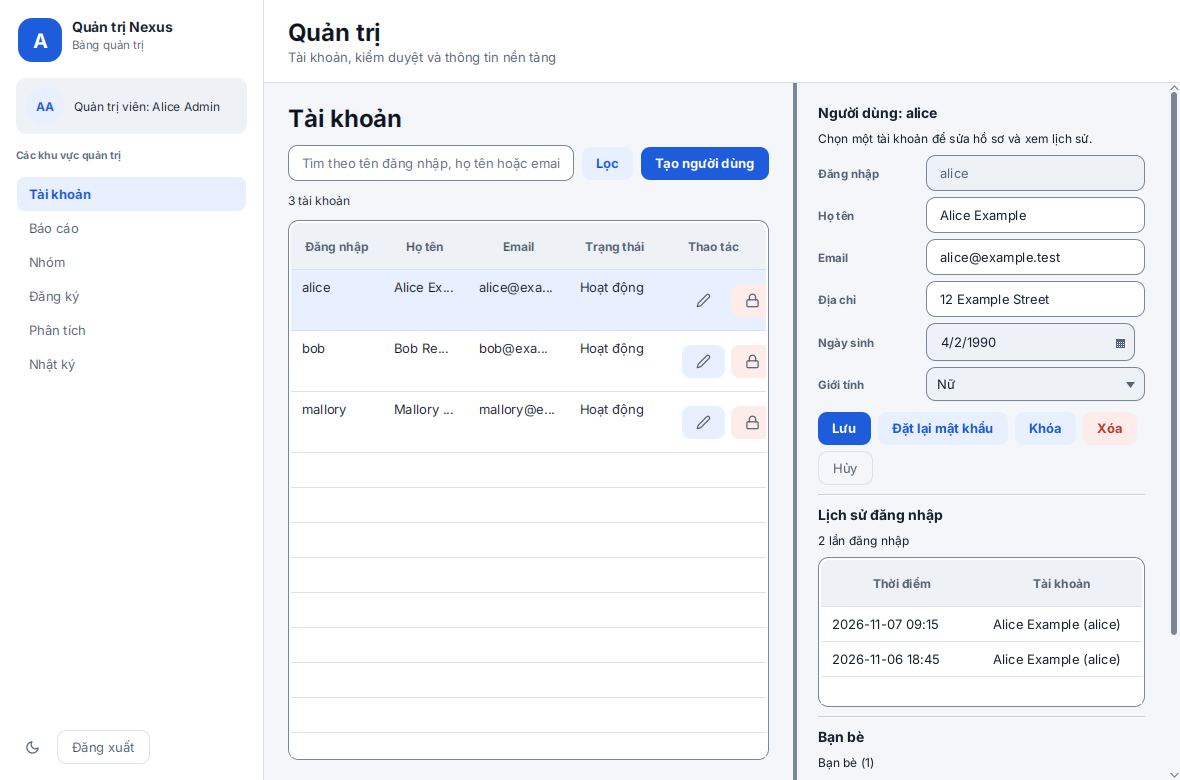 A
Quản trị Nexus
Bảng quản trị
AA
Quản trị viên: Alice Admin
Các khu vực quản trị
Tài khoản
Báo cáo
Nhóm
Đăng ký
Phân tích
Nhật ký
Đăng xuất
Quản trị
Tài khoản, kiểm duyệt và thông tin nền tảng
Tài khoản
Tìm theo tên đăng nhập, họ tên hoặc emai
Lọc
Tạo người dùng
3 tài khoản
Đăng nhập Họ tên Email Trạng thái Thao tác
alice Alice Ex... alice@exa... Hoạt động
bob Bob Re... bob@exa... Hoạt động
mallory Mallory ... mallory@e... Hoạt động
Người dùng: alice
Chọn một tài khoản để sửa hồ sơ và xem lịch sử.
Đăng nhập alice
Họ tên Alice Example
Email alice@example.test
Địa chỉ 12 Example Street
Ngày sinh 4/2/1990
Giới tính Nữ
Lưu Đặt lại mật khẩu Khóa Xóa
Hủy
Lịch sử đăng nhập
2 lần đăng nhập
Thời điểm Tài khoản
2026-11-07 09:15 Alice Example (alice)
2026-11-06 18:45 Alice Example (alice)
Bạn bè
Bạn bè (1)